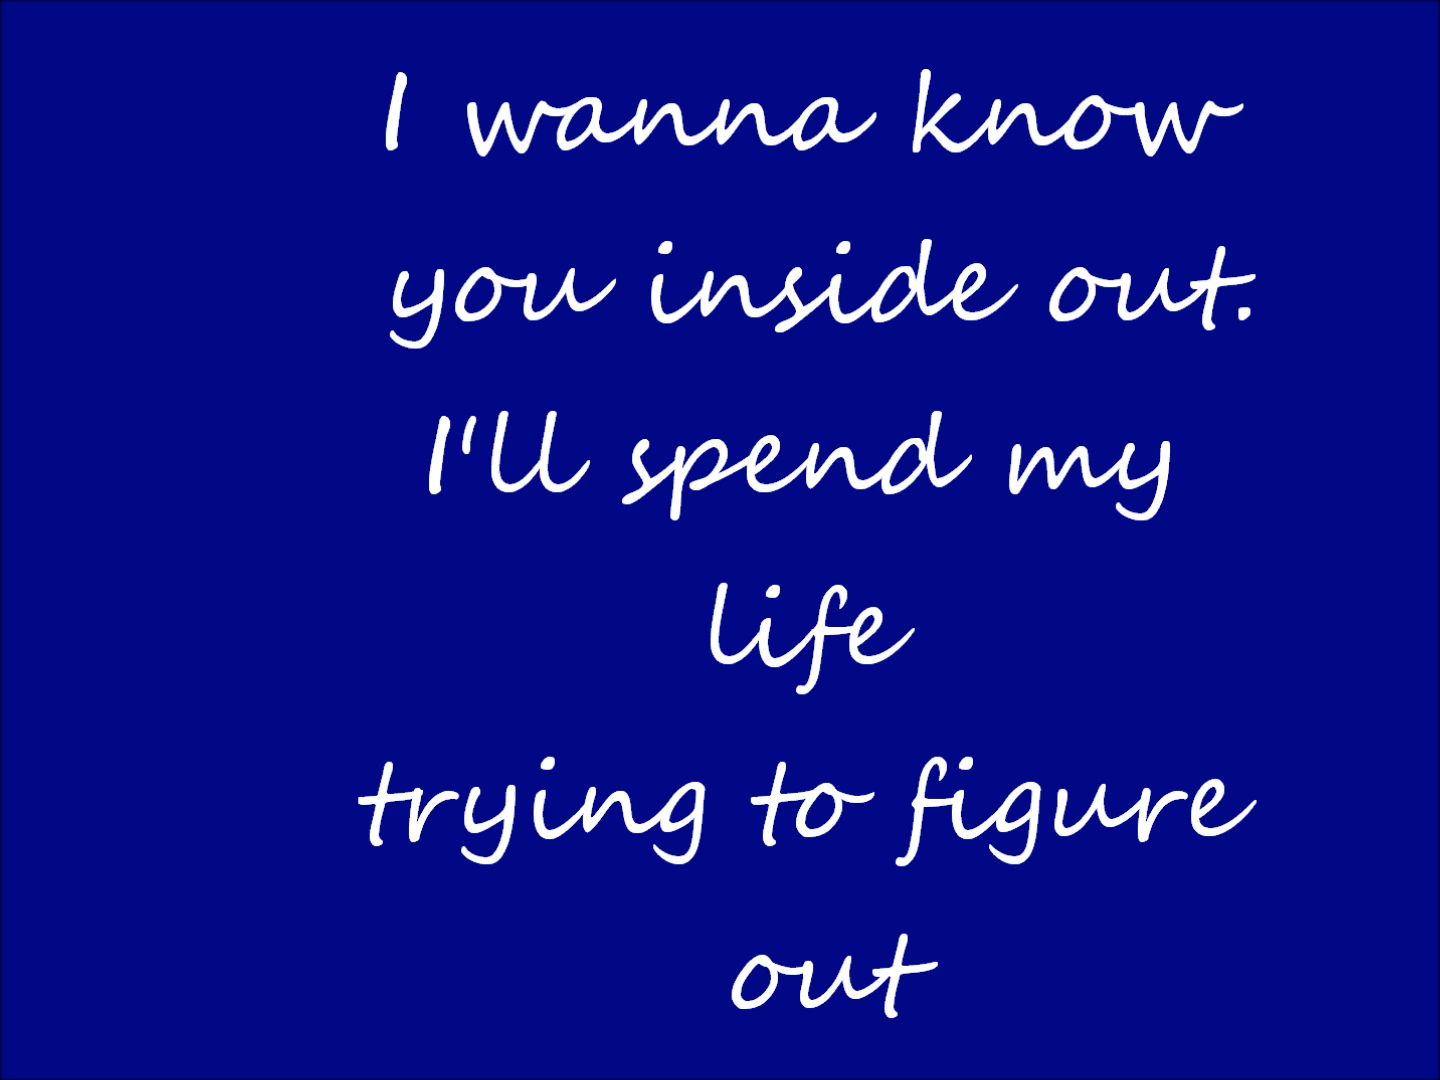 I wanna know
you inside out.
I'll spend my
life
trying to figure
out